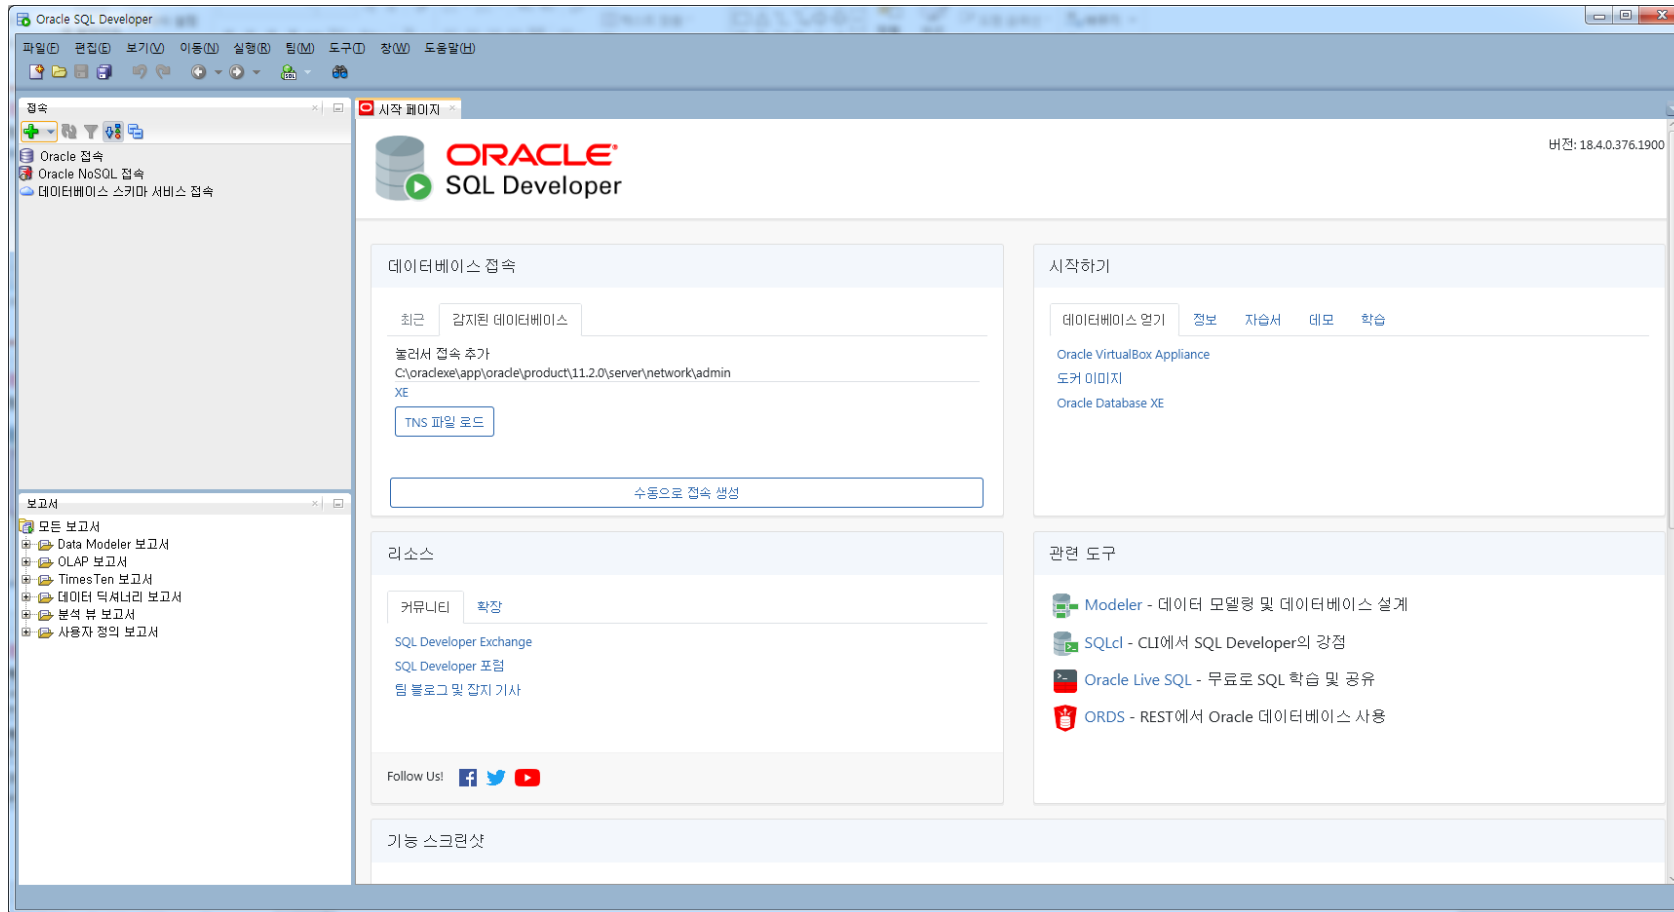 Oracle SQL Developer
파일(F) 편집(E) 보기(V) 이동(N) 실행(R) 팀(M) 도구(T) 창(W) 도움말(H)
접속
Oracle 접속
Oracle NoSQL 접속
데이터베이스 스키마 서비스 접속
보고서
모든 보고서
Data Modeler 보고서
OLAP 보고서
TimesTen 보고서
데이터 딕셔너리 보고서
분석 뷰 보고서
사용자 정의 보고서
시작 페이지
ORACLE
SQL Developer
버전: 18.4.0.376.1900
데이터베이스 접속
최근 감지된 데이터베이스
눌러서 접속 추가
C:\oraclexe\app\oracle\product\11.2.0\server\network\admin
XE
TNS 파일 로드
수동으로 접속 생성
시작하기
데이터베이스 얻기 정보 자습서 데모 학습
Oracle VirtualBox Appliance
도커 이미지
Oracle Database XE
리소스
커뮤니티 확장
SQL Developer Exchange
SQL Developer 포럼
팀 블로그 및 잡지 기사
Follow Us!
관련 도구
Modeler - 데이터 모델링 및 데이터베이스 설계
SQLcl - CLI에서 SQL Developer의 강점
Oracle Live SQL - 무료로 SQL 학습 및 공유
ORDS - REST에서 Oracle 데이터베이스 사용
기능 스크린샷